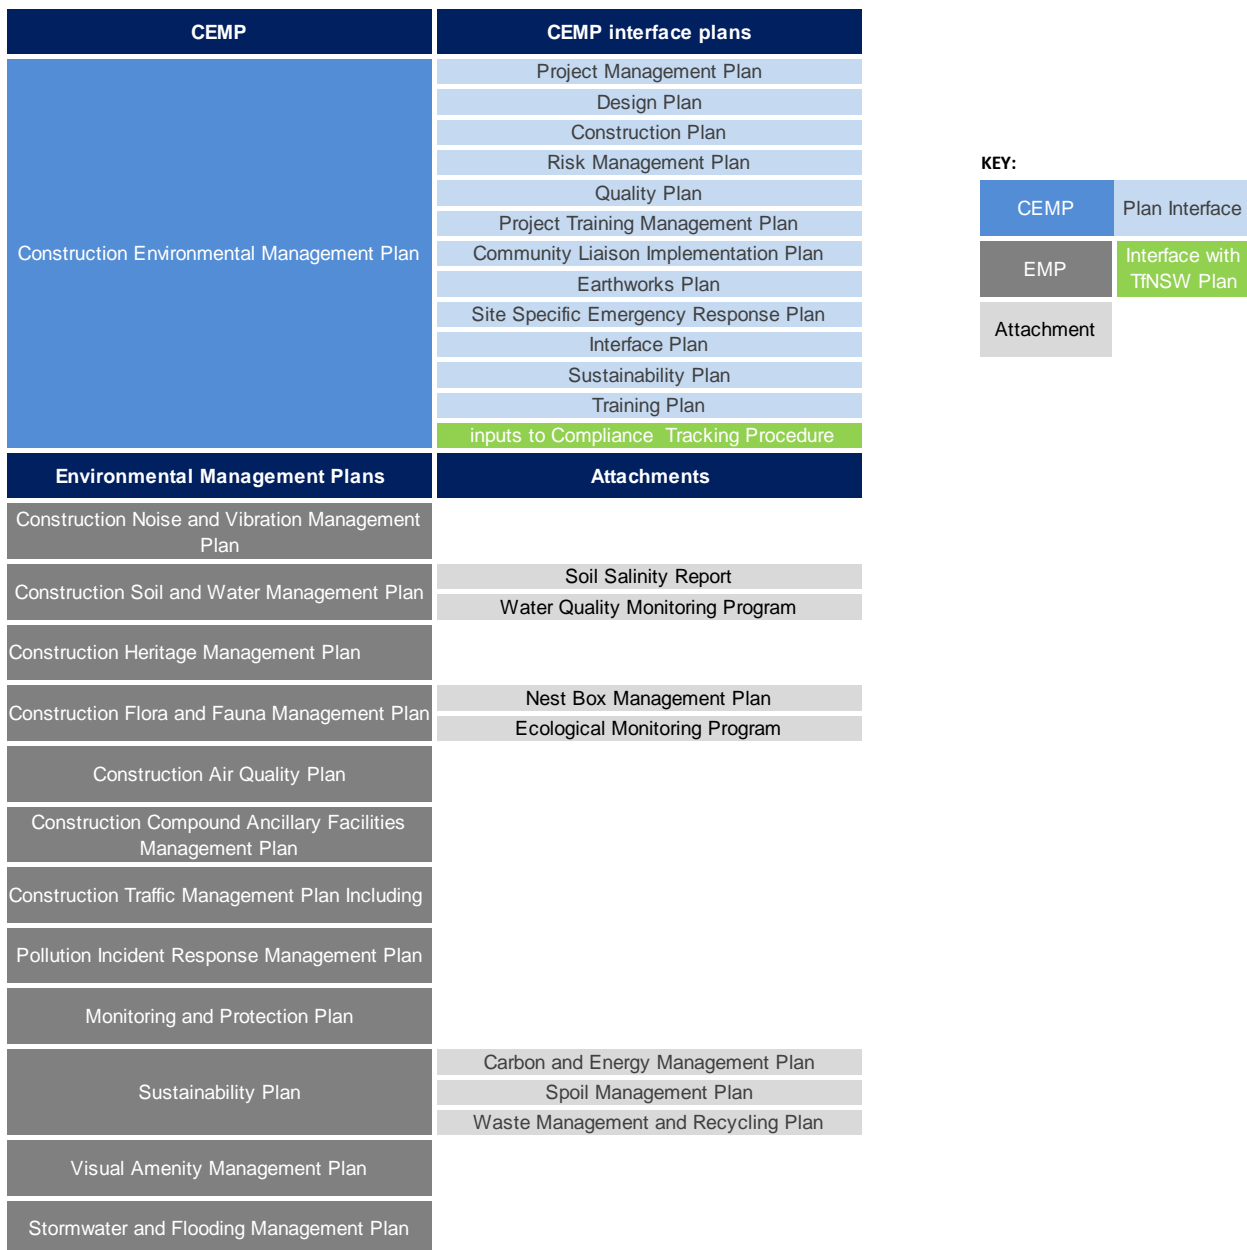 CEMP
CEMP interface plans
Construction Environmental Management Plan
Project Management Plan
Design Plan
Construction Plan
Risk Management Plan
Quality Plan
Project Training Management Plan
Community Liaison Implementation Plan
Earthworks Plan
Site Specific Emergency Response Plan
Interface Plan
Sustainability Plan
Training Plan
inputs to Compliance Tracking Procedure
KEY:
CEMP
Plan Interface
EMP
Interface with
TfNSW Plan
Attachment
Environmental Management Plans
Attachments
Construction Noise and Vibration Management
Plan
Construction Soil and Water Management Plan
Soil Salinity Report
Water Quality Monitoring Program
Construction Heritage Management Plan
Construction Flora and Fauna Management Plan
Nest Box Management Plan
Ecological Monitoring Program
Construction Air Quality Plan
Construction Compound Ancillary Facilities
Management Plan
Construction Traffic Management Plan Including
Pollution Incident Response Management Plan
Monitoring and Protection Plan
Sustainability Plan
Carbon and Energy Management Plan
Spoil Management Plan
Waste Management and Recycling Plan
Visual Amenity Management Plan
Stormwater and Flooding Management Plan